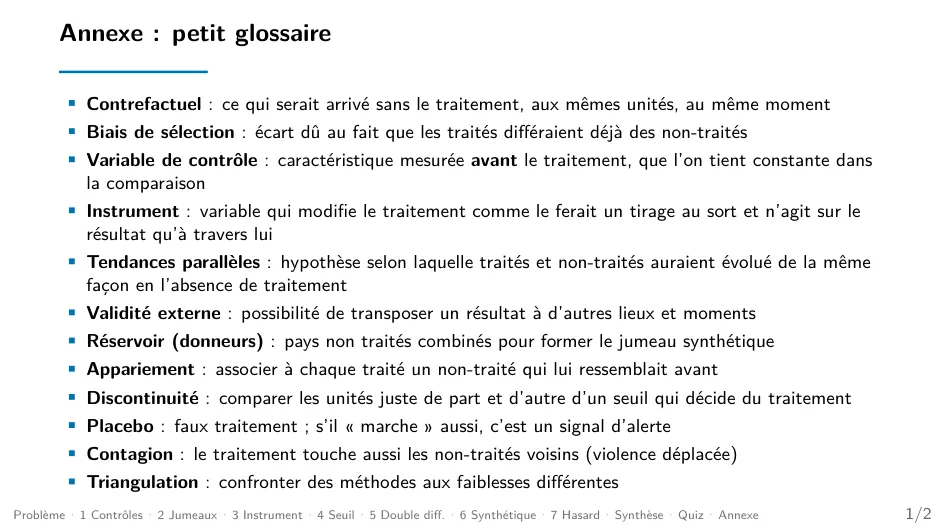 Annexe : petit glossaire
Contrefactuel : ce qui serait arrivé sans le traitement, aux mêmes unités, au même moment
Biais de sélection : écart dû au fait que les traités différaient déjà des non-traités
Variable de contrôle : caractéristique mesurée avant le traitement, que l'on tient constante dans
la comparaison
Instrument : variable qui modifie le traitement comme le ferait un tirage au sort et n'agit sur le
résultat qu'à travers lui
Tendances parallèles : hypothèse selon laquelle traités et non-traités auraient évolué de la même
façon en l'absence de traitement
Validité externe : possibilité de transposer un résultat à d'autres lieux et moments
Réservoir (donneurs) : pays non traités combinés pour former le jumeau synthétique
Appariement : associer à chaque traité un non-traité qui lui ressemblait avant
Discontinuité : comparer les unités juste de part et d'autre d'un seuil qui décide du traitement
Placebo : faux traitement ; s'il « marche » aussi, c'est un signal d'alerte
Contagion : le traitement touche aussi les non-traités voisins (violence déplacée)
Triangulation : confronter des méthodes aux faiblesses différentes
Problème · 1 Contrôles · 2 Jumeaux · 3 Instrument · 4 Seuil · 5 Double diff. · 6 Synthétique · 7 Hasard · Synthèse · Quiz · Annexe 1/2